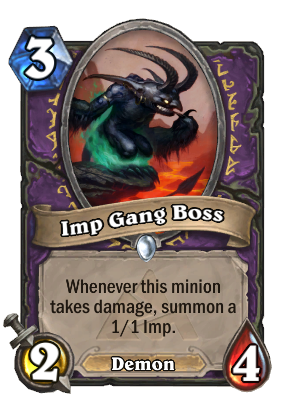 3
Imp Gang Boss
Whenever this minion
takes damage, summon a
1/1 Imp.
2
Demon
4